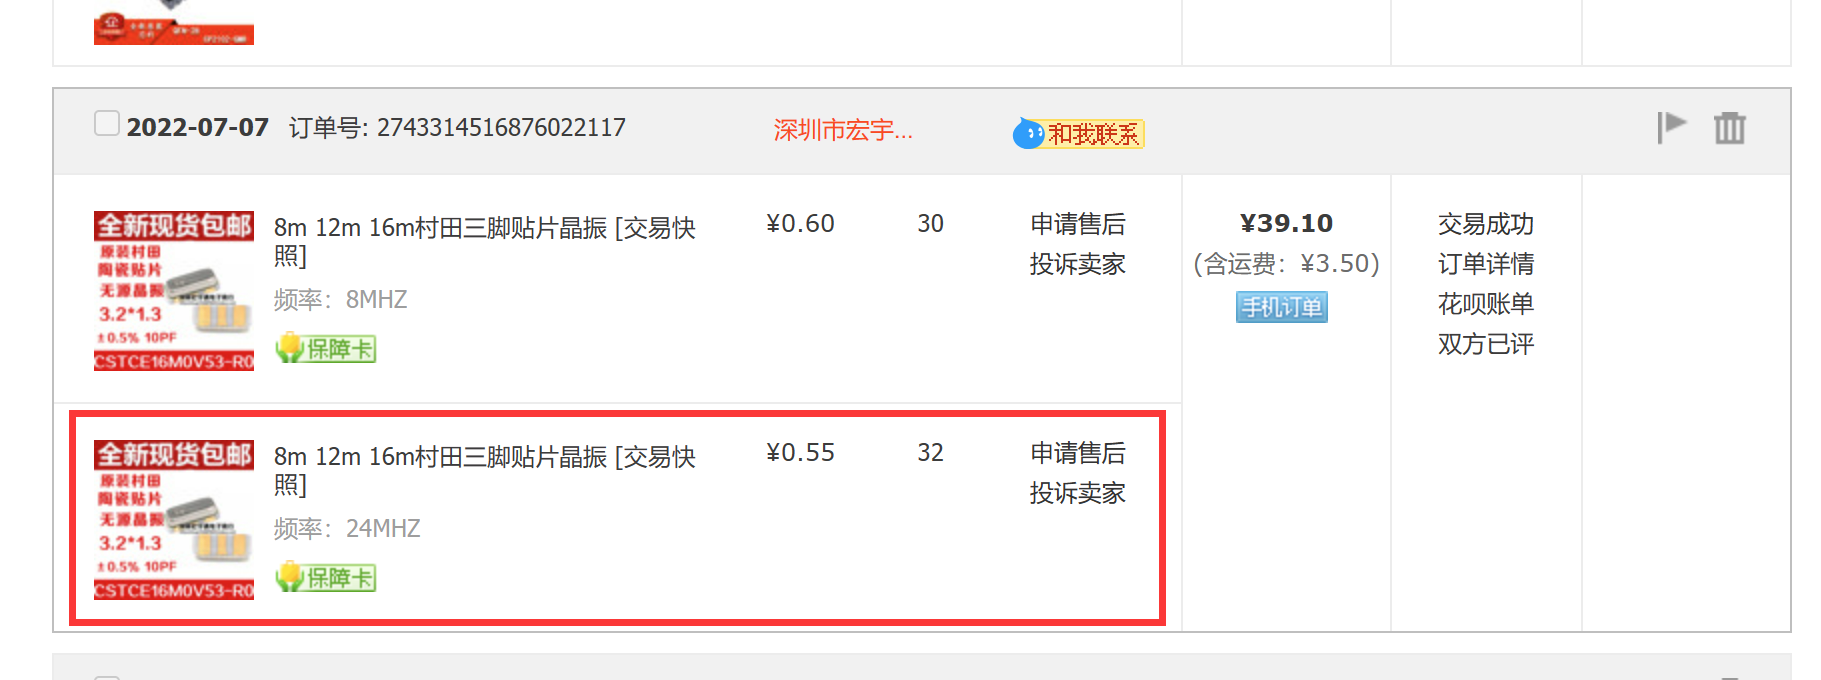 2022-07-07 订单号: 2743314516876022117 深圳市宏宇... 和我联系
全新现货包邮
原装村田
陶瓷贴片
无源晶振
3.2*1.3
±0.5% 10PF
CSTCE16M0V53-R0
8m 12m 16m村田三脚贴片晶振 [交易快
照]
频率：8MHZ
保障卡
¥0.60
30
申请售后
投诉卖家
¥39.10
(含运费：¥3.50)
手机订单
交易成功
订单详情
花呗账单
双方已评
全新现货包邮
原装村田
陶瓷贴片
无源晶振
3.2*1.3
±0.5% 10PF
CSTCE16M0V53-R0
8m 12m 16m村田三脚贴片晶振 [交易快
照]
频率：24MHZ
保障卡
¥0.55
32
申请售后
投诉卖家